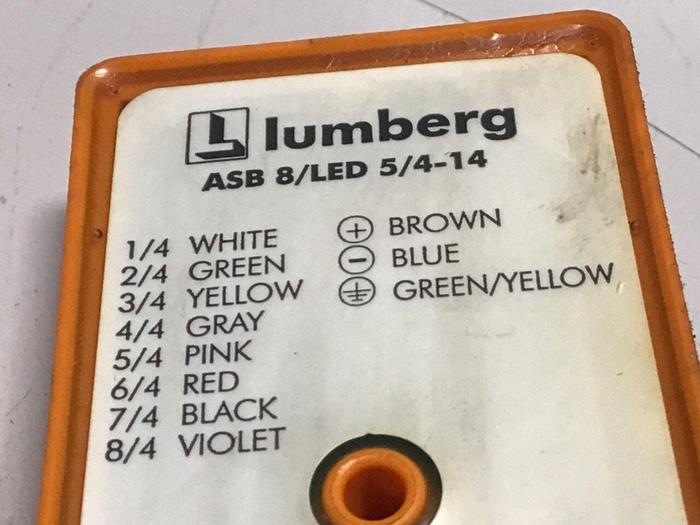 lumberg
ASB 8/LED 5/4-14
1/4 WHITE
2/4 GREEN
3/4 YELLOW
4/4 GRAY
5/4 PINK
6/4 RED
7/4 BLACK
8/4 VIOLET
+ BROWN
- BLUE
⏚ GREEN/YELLOW